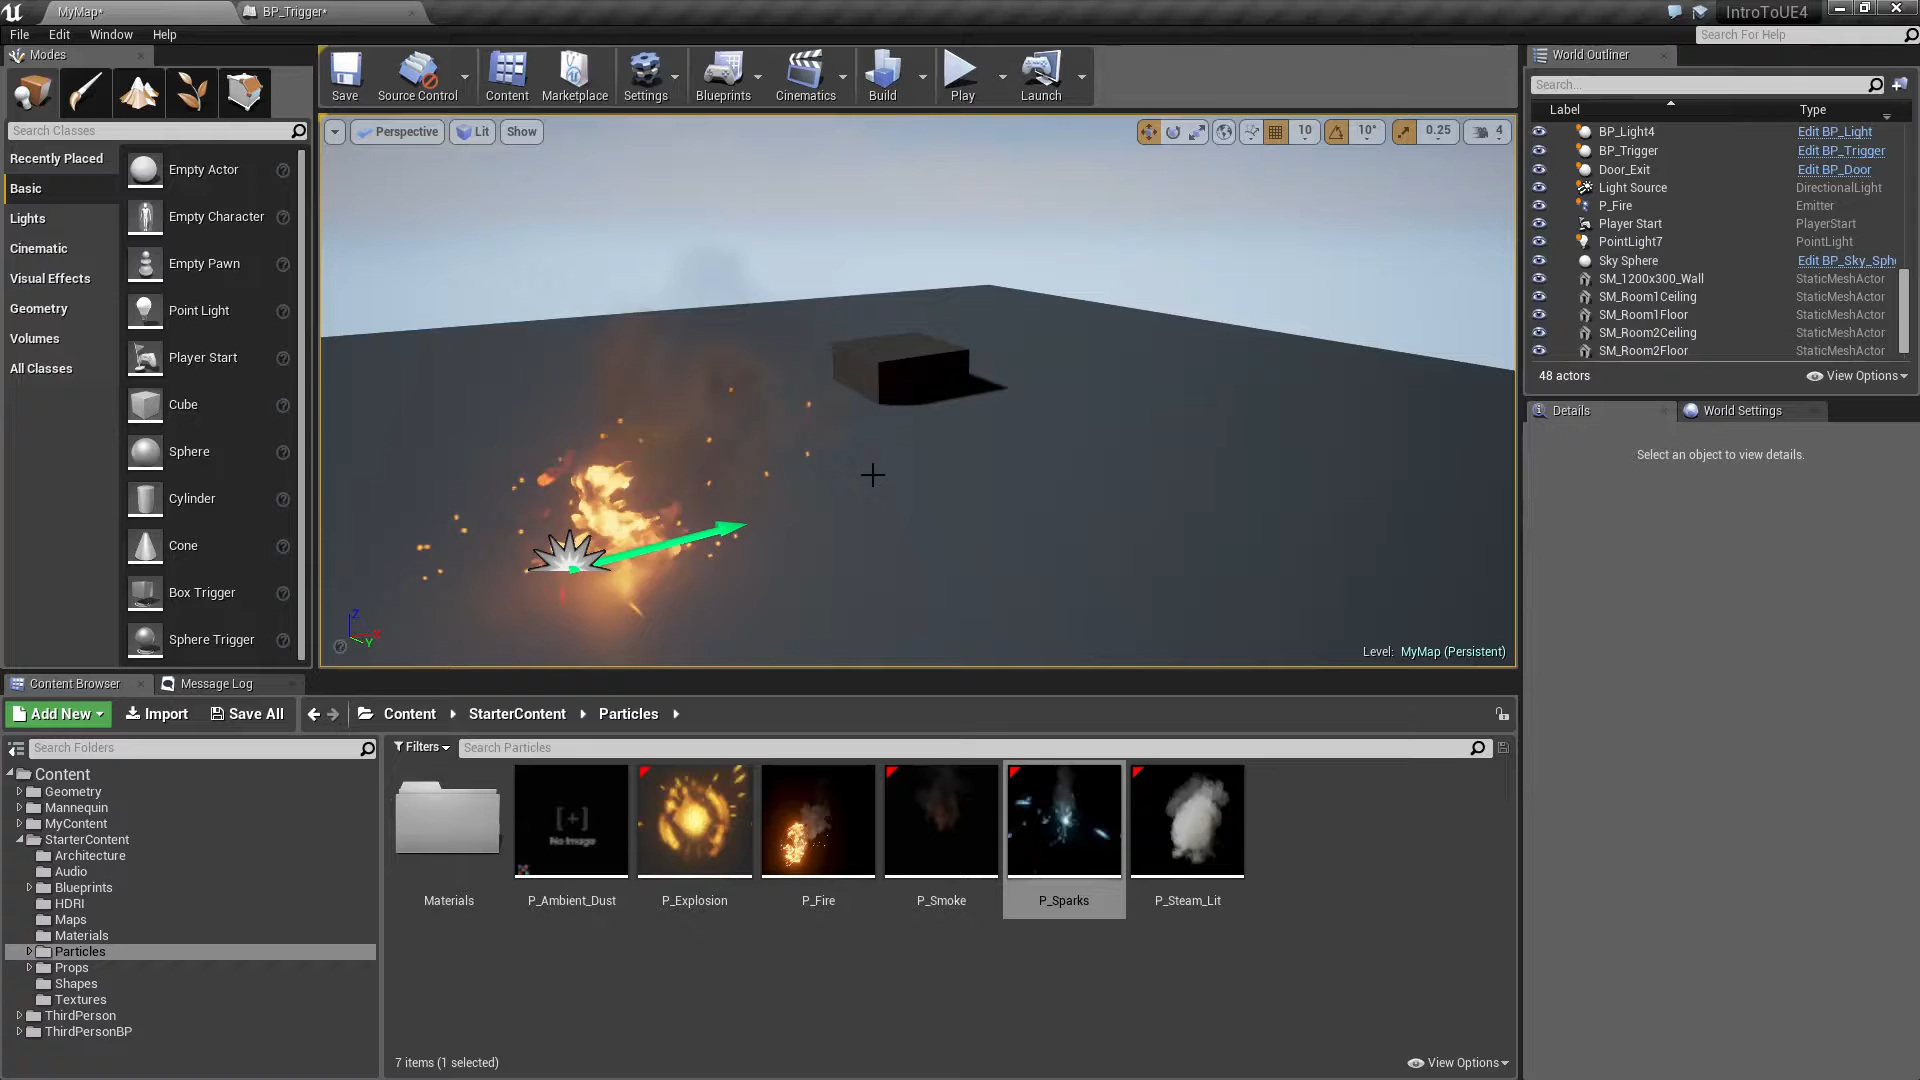 MyMap*
BP_Trigger*
IntroToUE4
File Edit Window Help
Search For Help
Modes
Search Classes
Recently Placed
Basic
Lights
Cinematic
Visual Effects
Geometry
Volumes
All Classes
Empty Actor
Empty Character
Empty Pawn
Point Light
Player Start
Cube
Sphere
Cylinder
Cone
Box Trigger
Sphere Trigger
Save
Source Control
Content
Marketplace
Settings
Blueprints
Cinematics
Build
Play
Launch
Perspective
Lit
Show
10
10°
0.25
4
Z
X
Y
Level: MyMap (Persistent)
World Outliner
Search...
Label Type
BP_Light4 Edit BP_Light
BP_Trigger Edit BP_Trigger
Door_Exit Edit BP_Door
Light Source DirectionalLight
P_Fire Emitter
Player Start PlayerStart
PointLight7 PointLight
Sky Sphere Edit BP_Sky_Sph
SM_1200x300_Wall StaticMeshActor
SM_Room1Ceiling StaticMeshActor
SM_Room1Floor StaticMeshActor
SM_Room2Ceiling StaticMeshActor
SM_Room2Floor StaticMeshActor
48 actors
View Options
Details
World Settings
Select an object to view details.
Content Browser
Message Log
Add New
Import
Save All
Content
StarterContent
Particles
Search Folders
Filters
Search Particles
Content
Geometry
Mannequin
MyContent
StarterContent
Architecture
Audio
Blueprints
HDRI
Maps
Materials
Particles
Props
Shapes
Textures
ThirdPerson
ThirdPersonBP
[+]
No Image
Materials
P_Ambient_Dust
P_Explosion
P_Fire
P_Smoke
P_Sparks
P_Steam_Lit
7 items (1 selected)
View Options